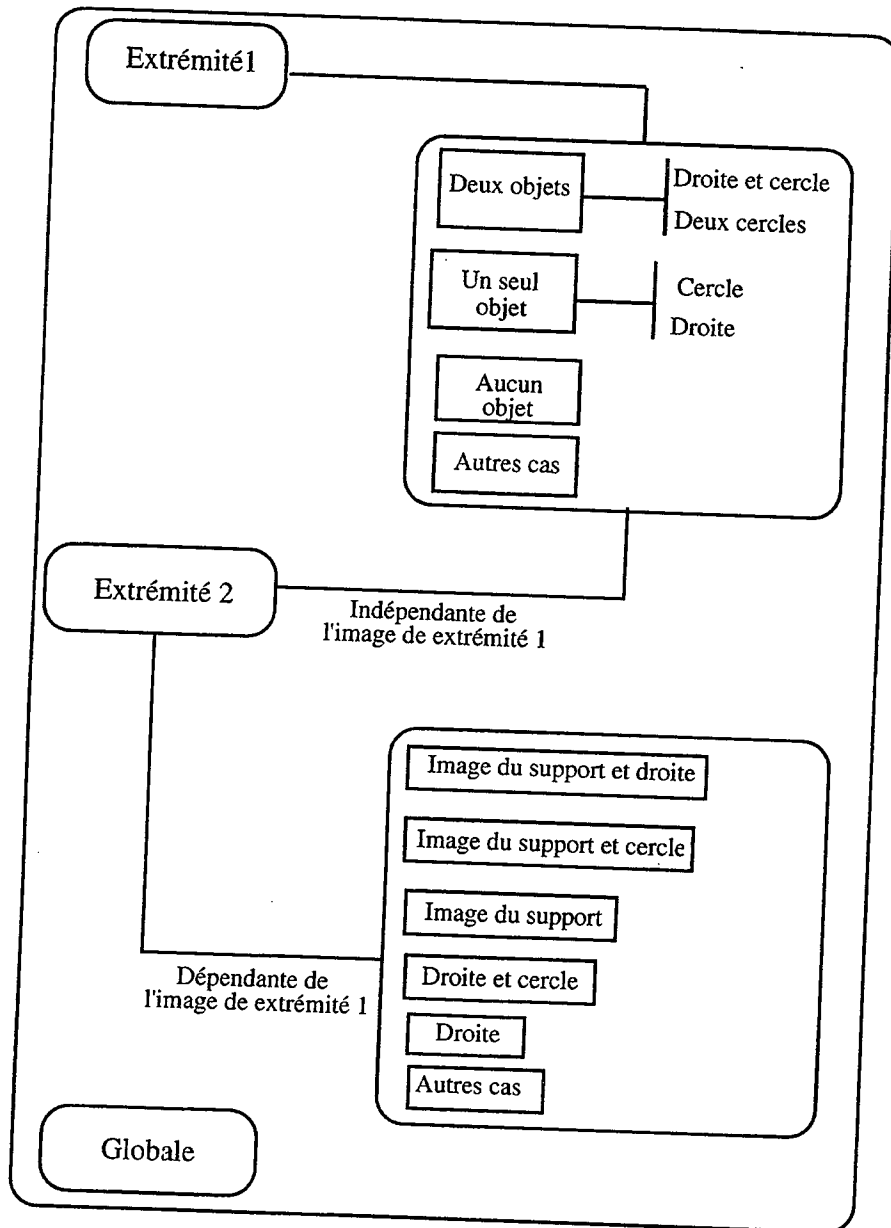 Extrémité1
Deux objets
Droite et cercle
Deux cercles
Un seul
objet
Cercle
Droite
Aucun
objet
Autres cas
Extrémité 2
Indépendante de
l'image de extrémité 1
Image du support et droite
Image du support et cercle
Image du support
Droite et cercle
Droite
Autres cas
Dépendante de
l'image de extrémité 1
Globale